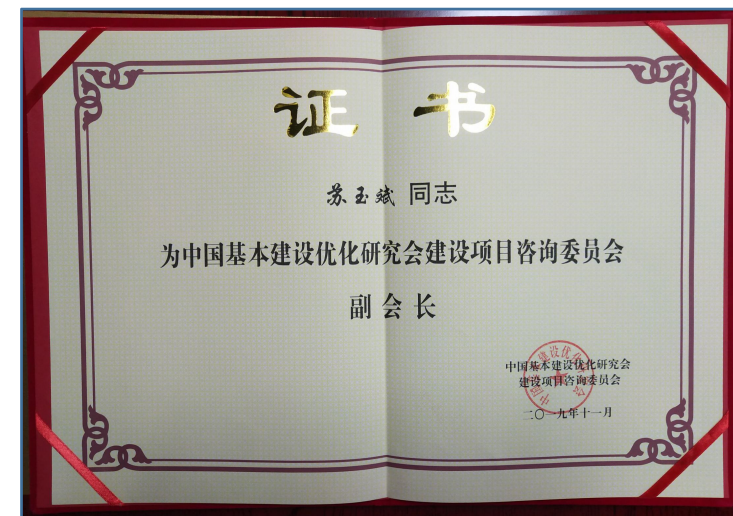 证 书
苏玉斌 同志
为中国基本建设优化研究会建设项目咨询委员会
副会长
中国基本建设优化研究会
建设项目咨询委员会
二〇一九年十一月